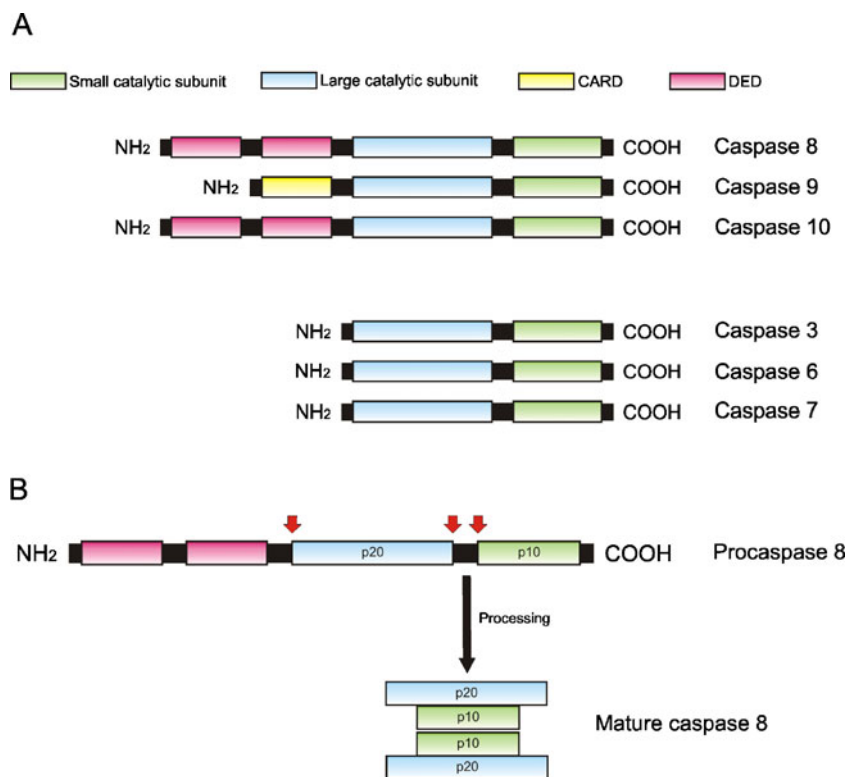 A
Small catalytic subunit Large catalytic subunit CARD DED
NH2 COOH Caspase 8
NH2 COOH Caspase 9
NH2 COOH Caspase 10
NH2 COOH Caspase 3
NH2 COOH Caspase 6
NH2 COOH Caspase 7
B
NH2 p20 p10 COOH Procaspase 8
Processing
p20
p10
Mature caspase 8
p10
p20